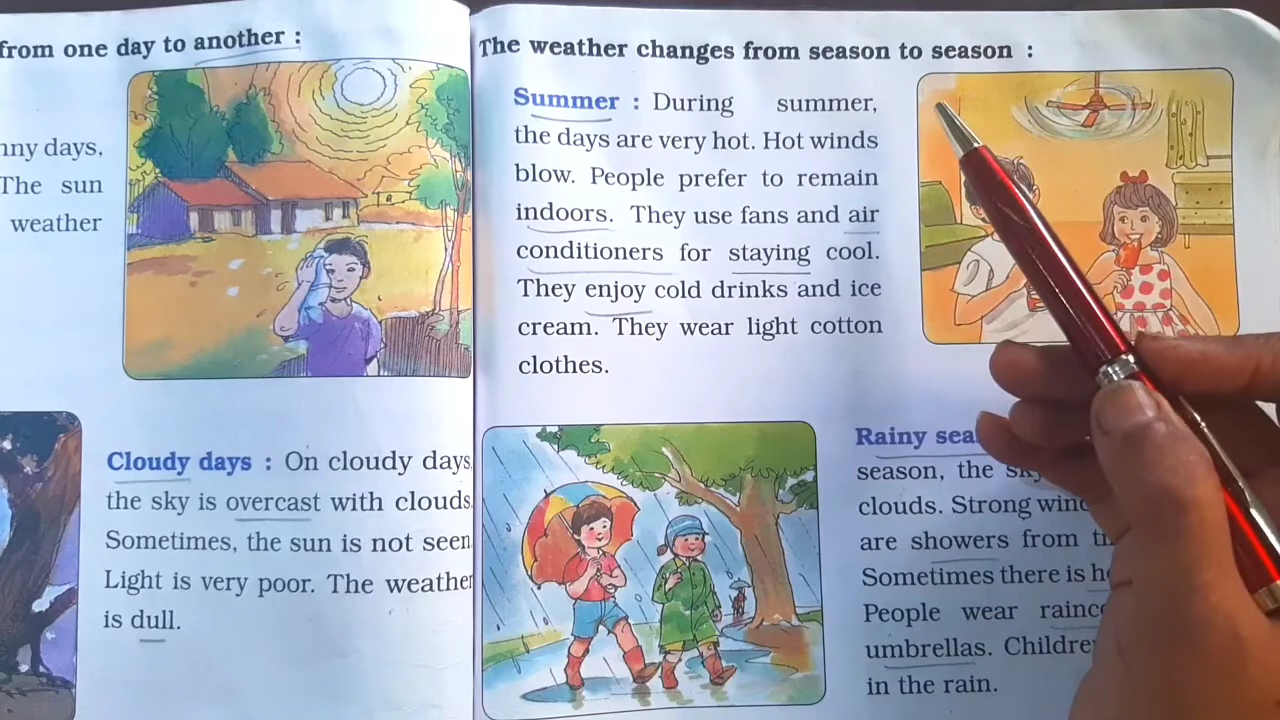 from one day to another :
nny days,
The sun
weather
Cloudy days : On cloudy days
the sky is overcast with clouds
Sometimes, the sun is not seen
Light is very poor. The weather
is dull.
The weather changes from season to season :
Summer : During summer,
the days are very hot. Hot winds
blow. People prefer to remain
indoors. They use fans and air
conditioners for staying cool.
They enjoy cold drinks and ice
cream. They wear light cotton
clothes.
Rainy sea
season, the
clouds. Strong
are showers from
Sometimes there is
People wear
umbrellas.
in the rain.